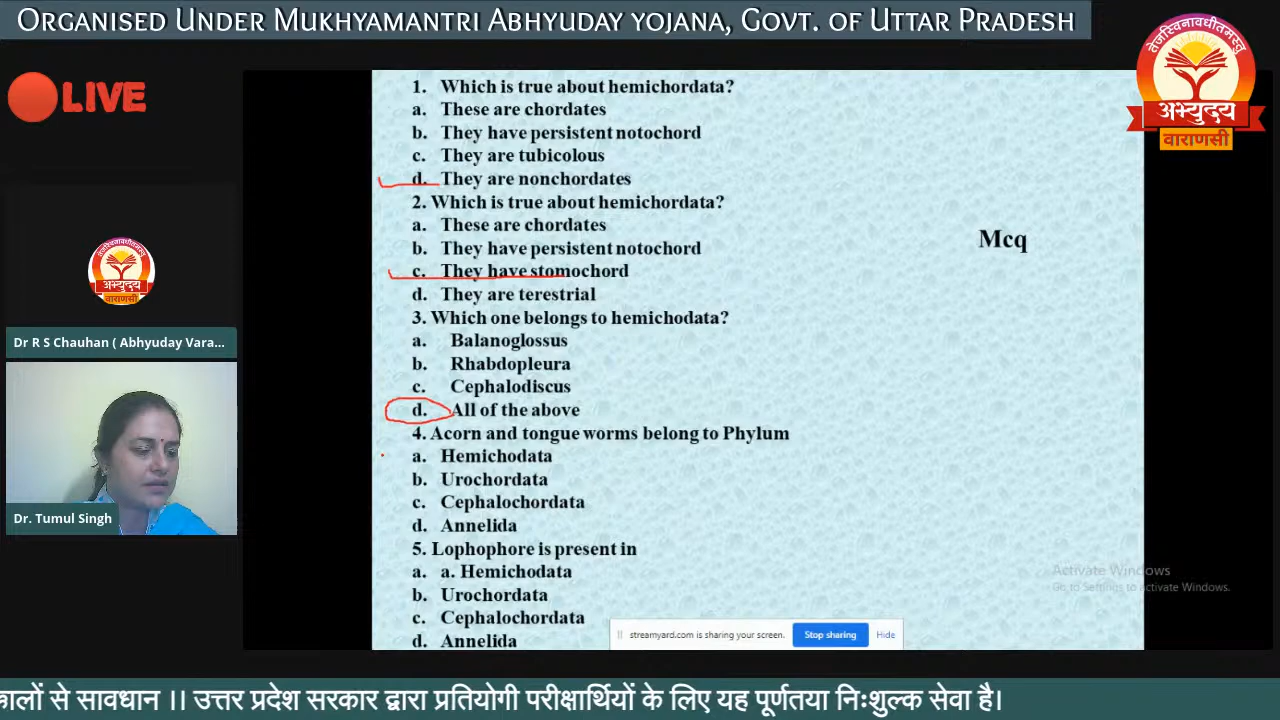 ORGANISED UNDER MUKHYAMANTRI ABHYUDAY YOJANA, GOVT. OF UTTAR PRADESH
तेजस्विनावधीतमस्तु
अभ्युदय
वाराणसी
LIVE
1. Which is true about hemichordata?
a. These are chordates
b. They have persistent notochord
c. They are tubicolous
d. They are nonchordates
2. Which is true about hemichordata?
a. These are chordates
b. They have persistent notochord
c. They have stomochord
d. They are terestrial
3. Which one belongs to hemichodata?
a. Balanoglossus
b. Rhabdopleura
c. Cephalodiscus
d. All of the above
4. Acorn and tongue worms belong to Phylum
a. Hemichodata
b. Urochordata
c. Cephalochordata
d. Annelida
5. Lophophore is present in
a. a. Hemichodata
b. Urochordata
c. Cephalochordata
d. Annelida
Mcq
अभ्युदय
वाराणसी
Dr R S Chauhan ( Abhyuday Vara...
Dr. Tumul Singh
Activate Windows
Go to Settings to activate Windows.
streamyard.com is sharing your screen.
Stop sharing
Hide
से सावधान ।। उत्तर प्रदेश सरकार द्वारा प्रतियोगी परीक्षार्थियों के लिए यह पूर्णतया निःशुल्क सेवा है।